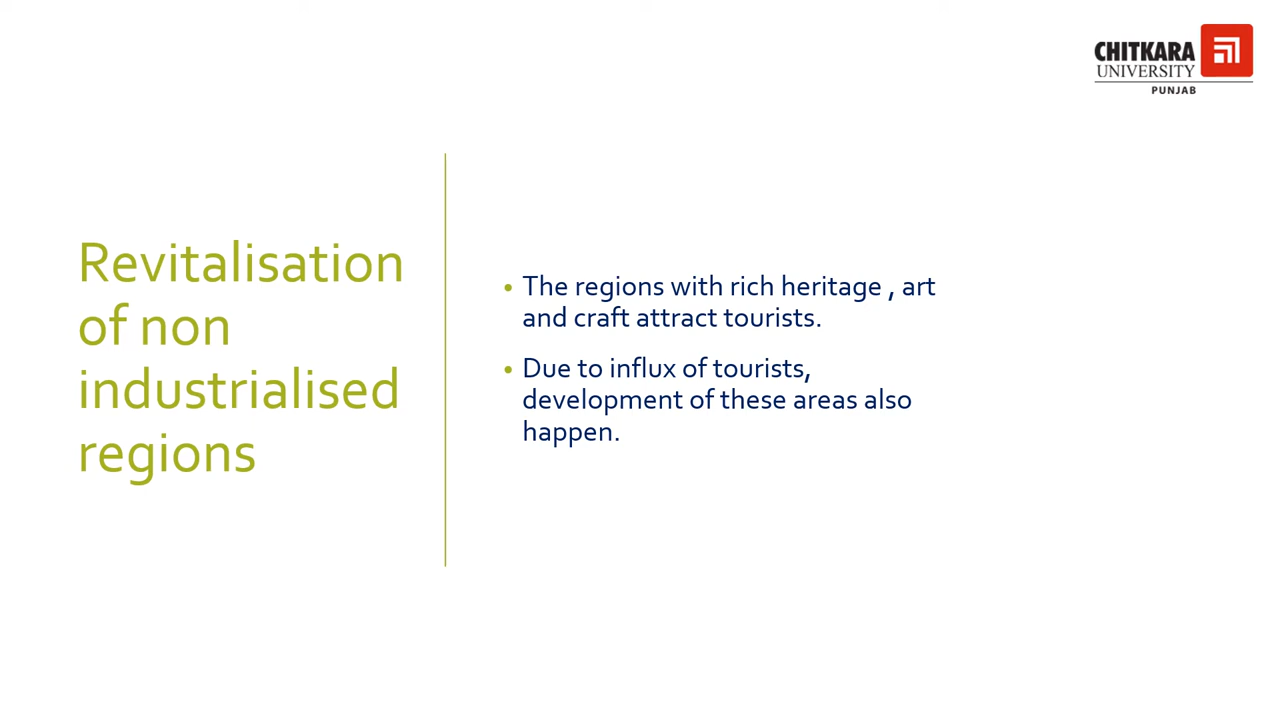 CHITKARA
UNIVERSITY
PUNJAB
Revitalisation
of non
industrialised
regions
• The regions with rich heritage , art
and craft attract tourists.
• Due to influx of tourists,
development of these areas also
happen.